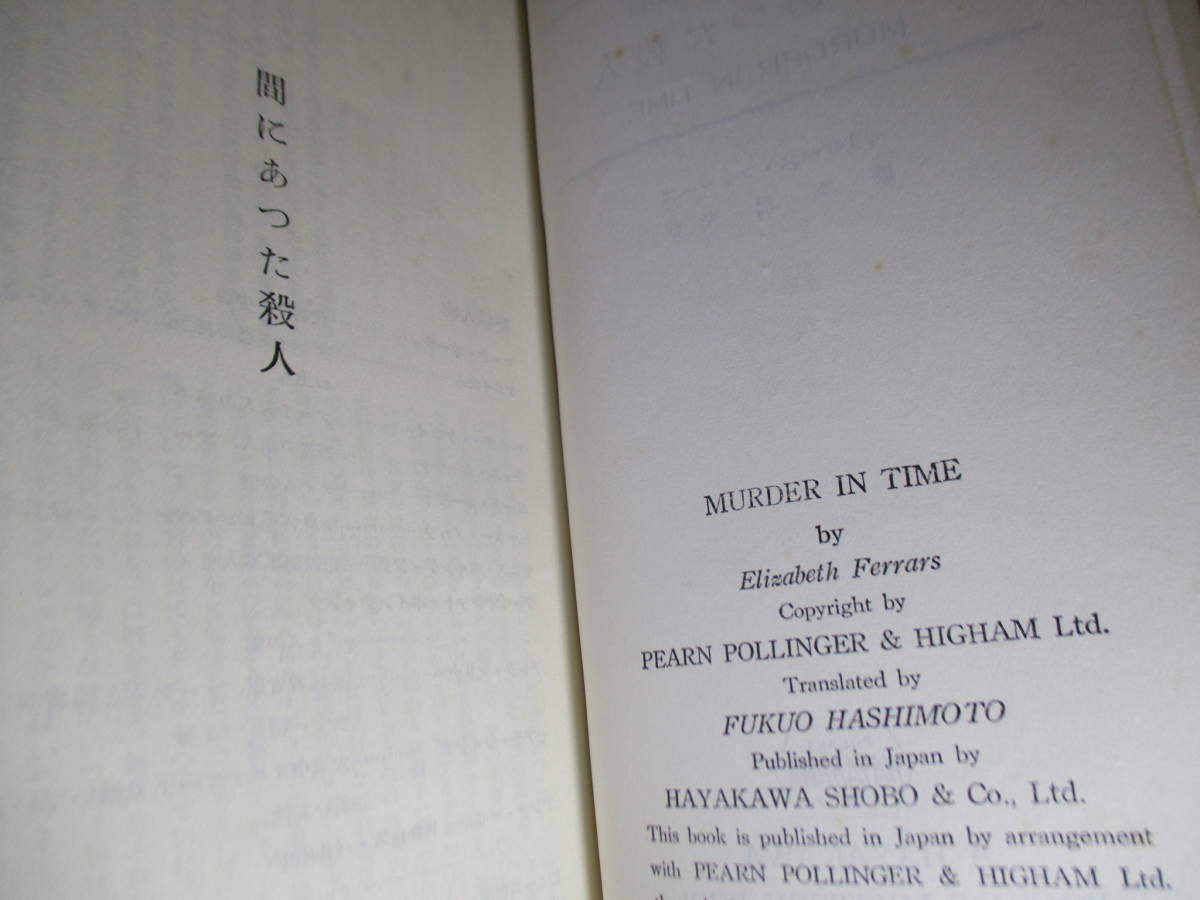 間にあつた殺人
MURDER IN TIME
by
Elizabeth Ferrars
Copyright by
PEARN POLLINGER & HIGHAM Ltd.
Translated by
FUKUO HASHIMOTO
Published in Japan by
HAYAKAWA SHOBO & Co., Ltd.
This book is published in Japan by arrangement
with PEARN POLLINGER & HIGHAM Ltd.